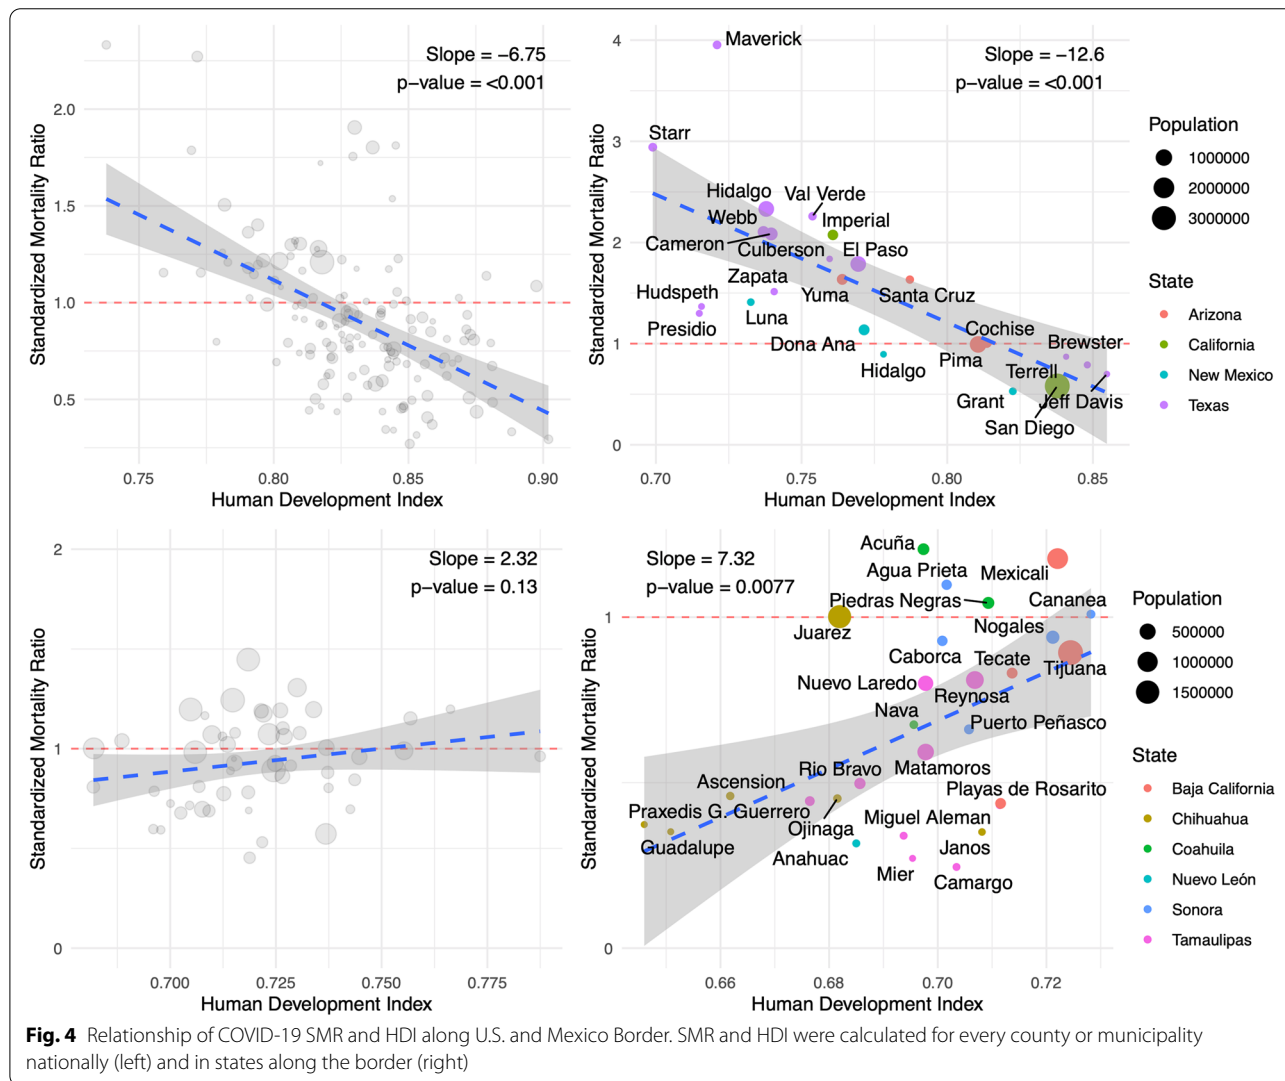 Slope = −6.75
p−value = <0.001
Standardized Mortality Ratio
2.0
1.5
1.0
0.5
0.75
0.80
0.85
0.90
Human Development Index
Slope = −12.6
p−value = <0.001
Standardized Mortality Ratio
4
3
2
1
0
Maverick
Starr
Hidalgo
Val Verde
Webb
Imperial
Cameron
Culberson
El Paso
Zapata
Hudspeth
Yuma
Santa Cruz
Presidio
Luna
Dona Ana
Cochise
Brewster
Pima
Hidalgo
Terrell
Grant
Jeff Davis
San Diego
0.70
0.75
0.80
0.85
Human Development Index
Population
1000000
2000000
3000000
State
Arizona
California
New Mexico
Texas
Slope = 2.32
p−value = 0.13
Standardized Mortality Ratio
2
1
0
0.700
0.725
0.750
0.775
Human Development Index
Slope = 7.32
p−value = 0.0077
Standardized Mortality Ratio
1
0
Acuña
Agua Prieta
Mexicali
Piedras Negras
Cananea
Juarez
Nogales
Caborca
Tecate
Tijuana
Nuevo Laredo
Reynosa
Nava
Puerto Peñasco
Rio Bravo
Matamoros
Ascension
Playas de Rosarito
Praxedis G. Guerrero
Ojinaga
Miguel Aleman
Guadalupe
Anahuac
Janos
Mier
Camargo
0.66
0.68
0.70
0.72
Human Development Index
Population
500000
1000000
1500000
State
Baja California
Chihuahua
Coahuila
Nuevo León
Sonora
Tamaulipas
Fig. 4 Relationship of COVID-19 SMR and HDI along U.S. and Mexico Border. SMR and HDI were calculated for every county or municipality
nationally (left) and in states along the border (right)